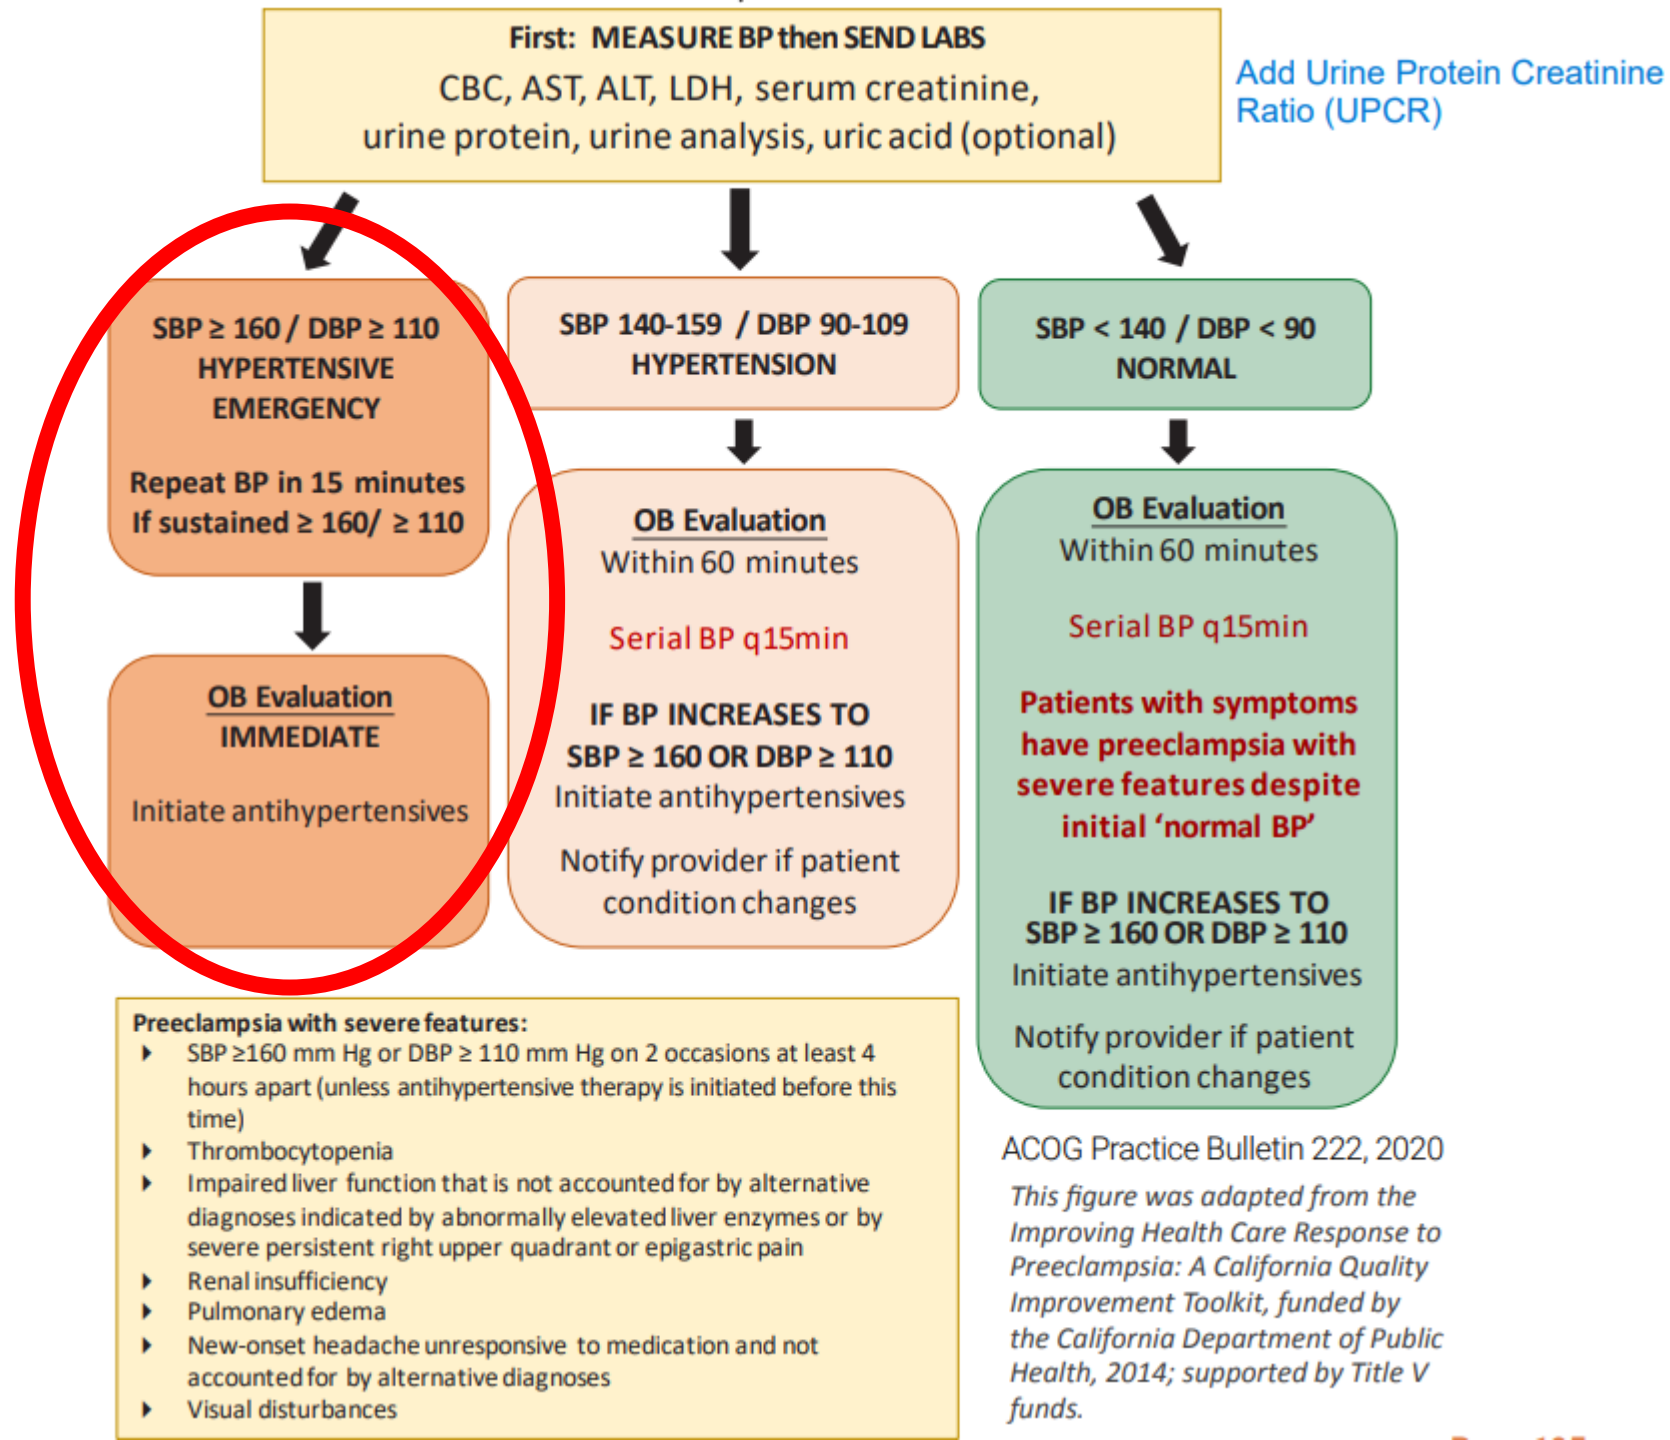 First: MEASURE BP then SEND LABS
CBC, AST, ALT, LDH, serum creatinine,
urine protein, urine analysis, uric acid (optional)
Add Urine Protein Creatinine
Ratio (UPCR)
SBP ≥ 160 / DBP ≥ 110
HYPERTENSIVE
EMERGENCY
Repeat BP in 15 minutes
If sustained ≥ 160/ ≥ 110
OB Evaluation
IMMEDIATE
Initiate antihypertensives
SBP 140-159 / DBP 90-109
HYPERTENSION
OB Evaluation
Within 60 minutes
Serial BP q15min
IF BP INCREASES TO
SBP ≥ 160 OR DBP ≥ 110
Initiate antihypertensives
Notify provider if patient
condition changes
SBP < 140 / DBP < 90
NORMAL
OB Evaluation
Within 60 minutes
Serial BP q15min
Patients with symptoms
have preeclampsia with
severe features despite
initial ‘normal BP’
IF BP INCREASES TO
SBP ≥ 160 OR DBP ≥ 110
Initiate antihypertensives
Notify provider if patient
condition changes
Preeclampsia with severe features:
SBP ≥160 mm Hg or DBP ≥ 110 mm Hg on 2 occasions at least 4
hours apart (unless antihypertensive therapy is initiated before this
time)
Thrombocytopenia
Impaired liver function that is not accounted for by alternative
diagnoses indicated by abnormally elevated liver enzymes or by
severe persistent right upper quadrant or epigastric pain
Renal insufficiency
Pulmonary edema
New-onset headache unresponsive to medication and not
accounted for by alternative diagnoses
Visual disturbances
ACOG Practice Bulletin 222, 2020
This figure was adapted from the
Improving Health Care Response to
Preeclampsia: A California Quality
Improvement Toolkit, funded by
the California Department of Public
Health, 2014; supported by Title V
funds.